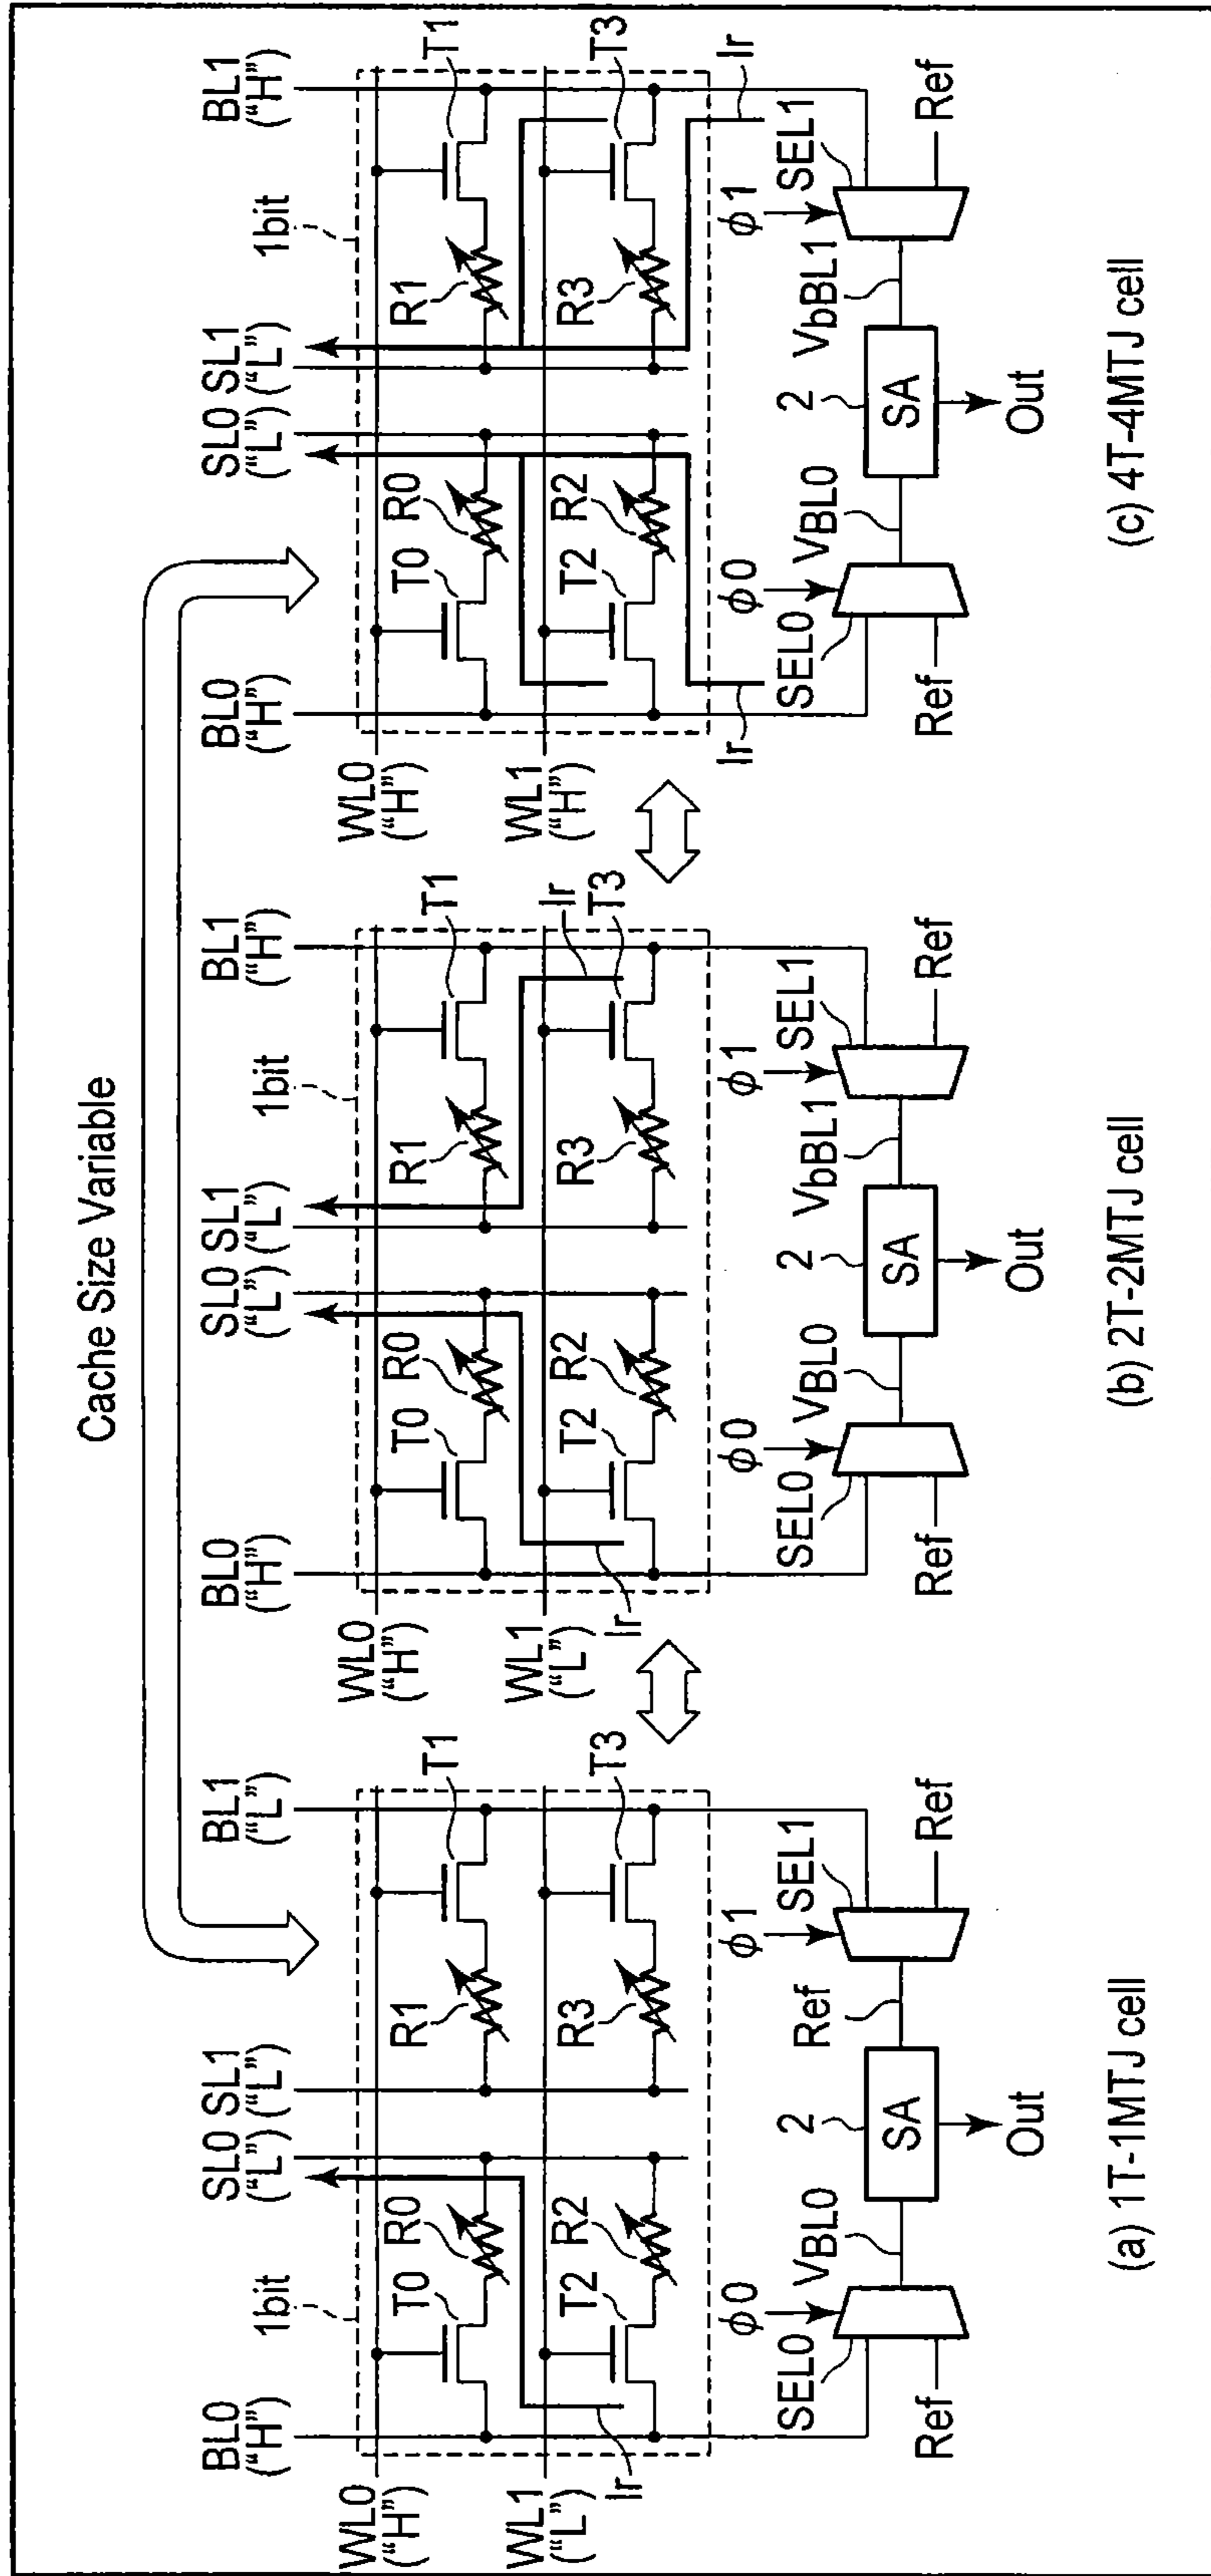 Cache Size Variable
BL0 ("H")
SL0 ("L")
SL1 ("L")
BL1 ("L")
1bit
WL0 ("H")
T0
R0
R1
T1
WL1 ("L")
T2
R2
R3
T3
Ir
φ0
φ1
SEL0
VBL0
2
Ref
SEL1
Ref
SA
Ref
Out
(a) 1T-1MTJ cell
BL0 ("H")
SL0 ("L")
SL1 ("L")
BL1 ("H")
1bit
WL0 ("H")
T0
R0
R1
T1
WL1 ("L")
T2
R2
R3
T3
Ir
Ir
φ0
φ1
SEL0
VBL0
2
VbBL1
SEL1
Ref
SA
Ref
Out
(b) 2T-2MTJ cell
BL0 ("H")
SL0 ("L")
SL1 ("L")
BL1 ("H")
1bit
WL0 ("H")
T0
R0
R1
T1
WL1 ("H")
T2
R2
R3
T3
Ir
Ir
φ0
φ1
SEL0
VBL0
2
VbBL1
SEL1
Ref
SA
Ref
Out
(c) 4T-4MTJ cell